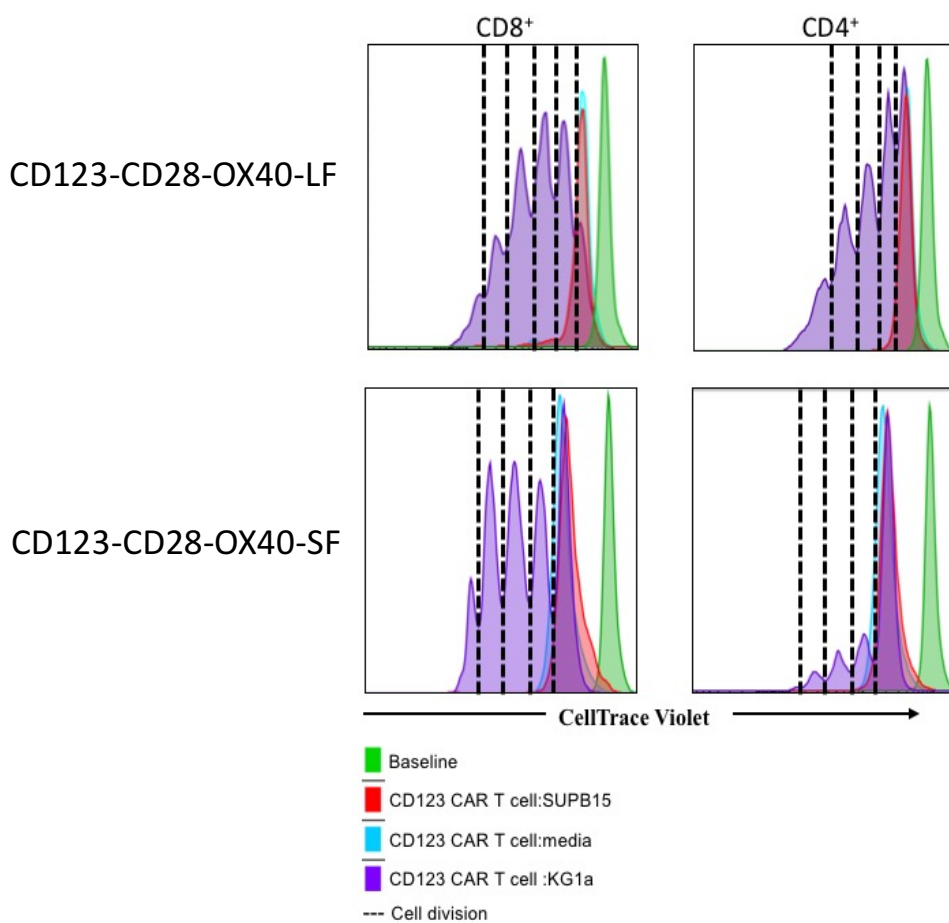 CD8+ CD4+
CD123-CD28-OX40-LF
CD123-CD28-OX40-SF
CellTrace Violet
Baseline
CD123 CAR T cell:SUPB15
CD123 CAR T cell:media
CD123 CAR T cell :KG1a
Cell division